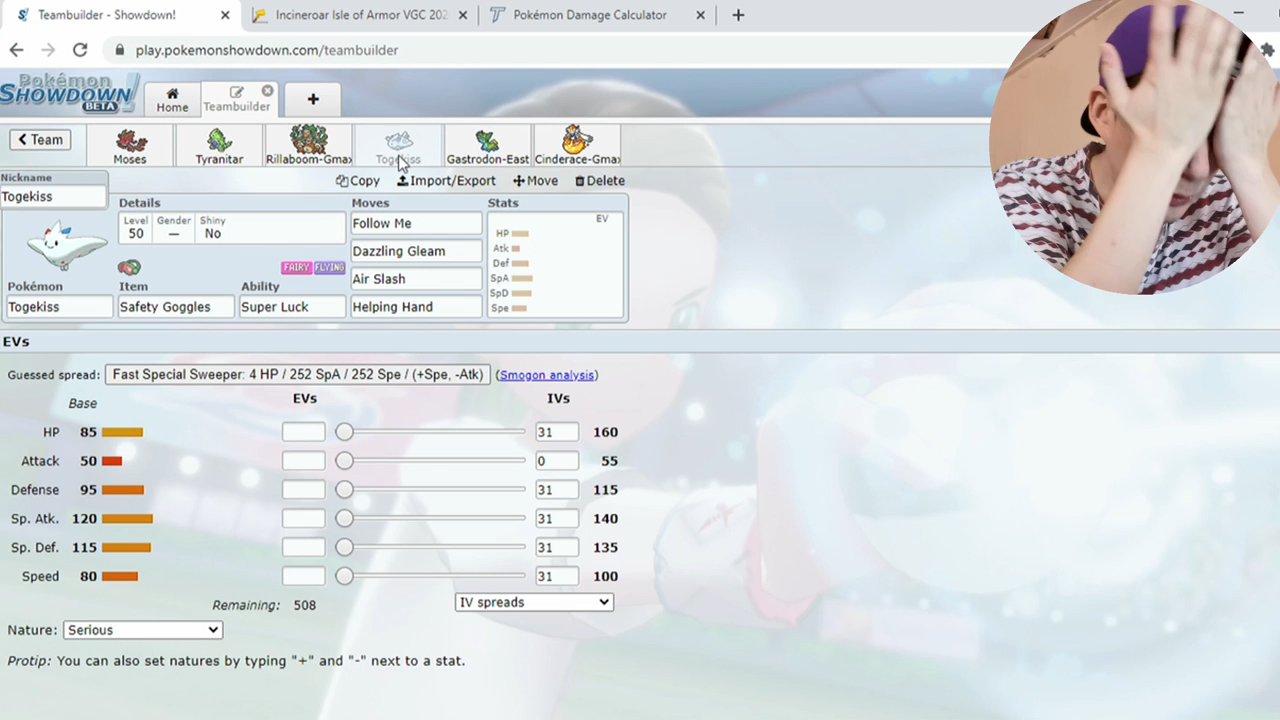 Teambuilder - Showdown!
Incineroar Isle of Armor VGC 202
Pokémon Damage Calculator
play.pokemonshowdown.com/teambuilder
Pokémon
SHOWDOWN!
BETA
Home
Teambuilder
Team
Moses
Tyranitar
Rillaboom-Gmax
Togekiss
Gastrodon-East
Cinderace-Gmax
Copy
Import/Export
Move
Delete
Nickname
Togekiss
Details
Level
50
Gender
—
Shiny
No
FAIRY
FLYING
Pokémon
Togekiss
Item
Safety Goggles
Ability
Super Luck
Moves
Follow Me
Dazzling Gleam
Air Slash
Helping Hand
Stats
EV
HP
Atk
Def
SpA
SpD
Spe
EVs
Guessed spread: Fast Special Sweeper: 4 HP / 252 SpA / 252 Spe / (+Spe, -Atk) (Smogon analysis)
Base EVs IVs
HP 85 31 160
Attack 50 0 55
Defense 95 31 115
Sp. Atk. 120 31 140
Sp. Def. 115 31 135
Speed 80 31 100
Remaining: 508
IV spreads
Nature: Serious
Protip: You can also set natures by typing "+" and "-" next to a stat.